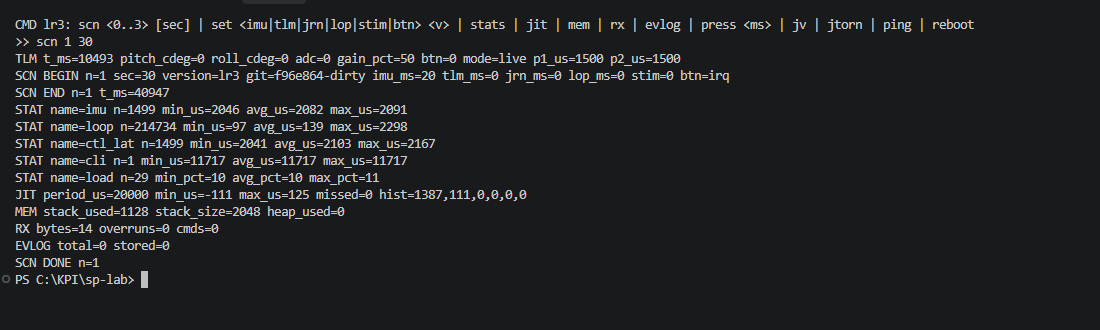 CMD lr3: scn <0..3> [sec] | set <imu|tlm|jrn|lop|stim|btn> <v> | stats | jit | mem | rx | evlog | press <ms> | jv | jtorn | ping | reboot
>> scn 1 30
TLM t_ms=10493 pitch_cdeg=0 roll_cdeg=0 adc=0 gain_pct=50 btn=0 mode=live p1_us=1500 p2_us=1500
SCN BEGIN n=1 sec=30 version=lr3 git=f96e864-dirty imu_ms=20 tlm_ms=0 jrn_ms=0 lop_ms=0 stim=0 btn=irq
SCN END n=1 t_ms=40947
STAT name=imu n=1499 min_us=2046 avg_us=2082 max_us=2091
STAT name=loop n=214734 min_us=97 avg_us=139 max_us=2298
STAT name=ctl_lat n=1499 min_us=2041 avg_us=2103 max_us=2167
STAT name=cli n=1 min_us=11717 avg_us=11717 max_us=11717
STAT name=load n=29 min_pct=10 avg_pct=10 max_pct=11
JIT period_us=20000 min_us=-111 max_us=125 missed=0 hist=1387,111,0,0,0,0
MEM stack_used=1128 stack_size=2048 heap_used=0
RX bytes=14 overruns=0 cmds=0
EVLOG total=0 stored=0
SCN DONE n=1
PS C:\KPI\sp-lab>